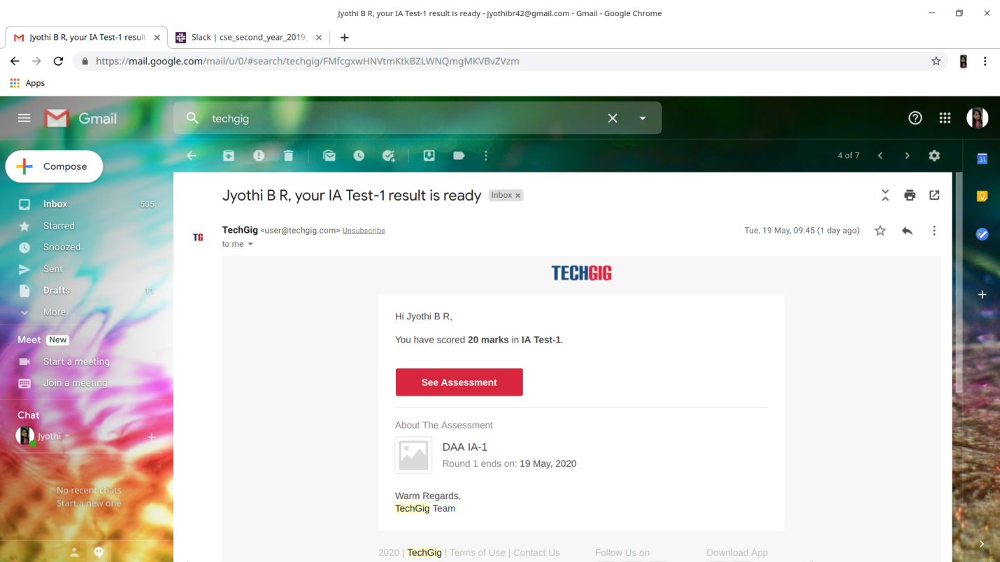 Jyothi B R, your IA Test-1 result is ready - jyothibr42@gmail.com - Gmail - Google Chrome
Jyothi B R, your IA Test-1 result
Slack | cse_second_year_2019_
https://mail.google.com/mail/u/0/#search/techgig/FMfcgxwHNVtmKtkBZLWNQmgMKVBvZVzm
Apps
Gmail
techgig
Compose
4 of 7
31
Inbox 505
Starred
Snoozed
Sent
Drafts 11
More
Meet New
Start a meeting
Join a meeting
Chat
Jyothi
No recent chats
Start a new one
Jyothi B R, your IA Test-1 result is ready Inbox x
TG
TechGig <user@techgig.com> Unsubscribe
Tue, 19 May, 09:45 (1 day ago)
to me
TECHGIG
Hi Jyothi B R,
You have scored 20 marks in IA Test-1.
See Assessment
About The Assessment
DAA IA-1
Round 1 ends on: 19 May, 2020
Warm Regards,
TechGig Team
2020 | TechGig | Terms of Use | Contact Us
Follow Us on
Download App